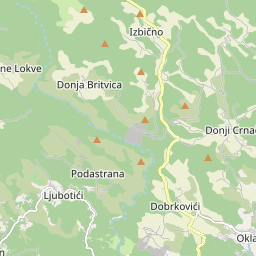 Izbično
ne Lokve
Donja Britvica
Donji Crnač
Podastrana
Ljubotići
Dobrkovići
Okla